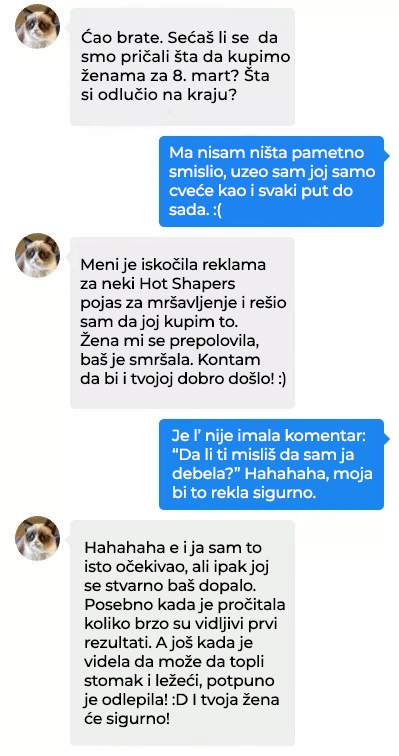 Ćao brate. Sećaš li se da
smo pričali šta da kupimo
ženama za 8. mart? Šta
si odlučio na kraju?
Ma nisam ništa pametno
smislio, uzeo sam joj samo
cveće kao i svaki put do
sada. :(
Meni je iskočila reklama
za neki Hot Shapers
pojas za mršavljenje i rešio
sam da joj kupim to.
Žena mi se prepolovila,
baš je smršala. Kontam
da bi i tvojoj dobro došlo! :)
Je l’ nije imala komentar:
“Da li ti misliš da sam ja
debela?” Hahahaha, moja
bi to rekla sigurno.
Hahahaha e i ja sam to
isto očekivao, ali ipak joj
se stvarno baš dopalo.
Posebno kada je pročitala
koliko brzo su vidljivi prvi
rezultati. A još kada je
videla da može da topli
stomak i ležeći, potpuno
je odlepila! :D I tvoja žena
će sigurno!